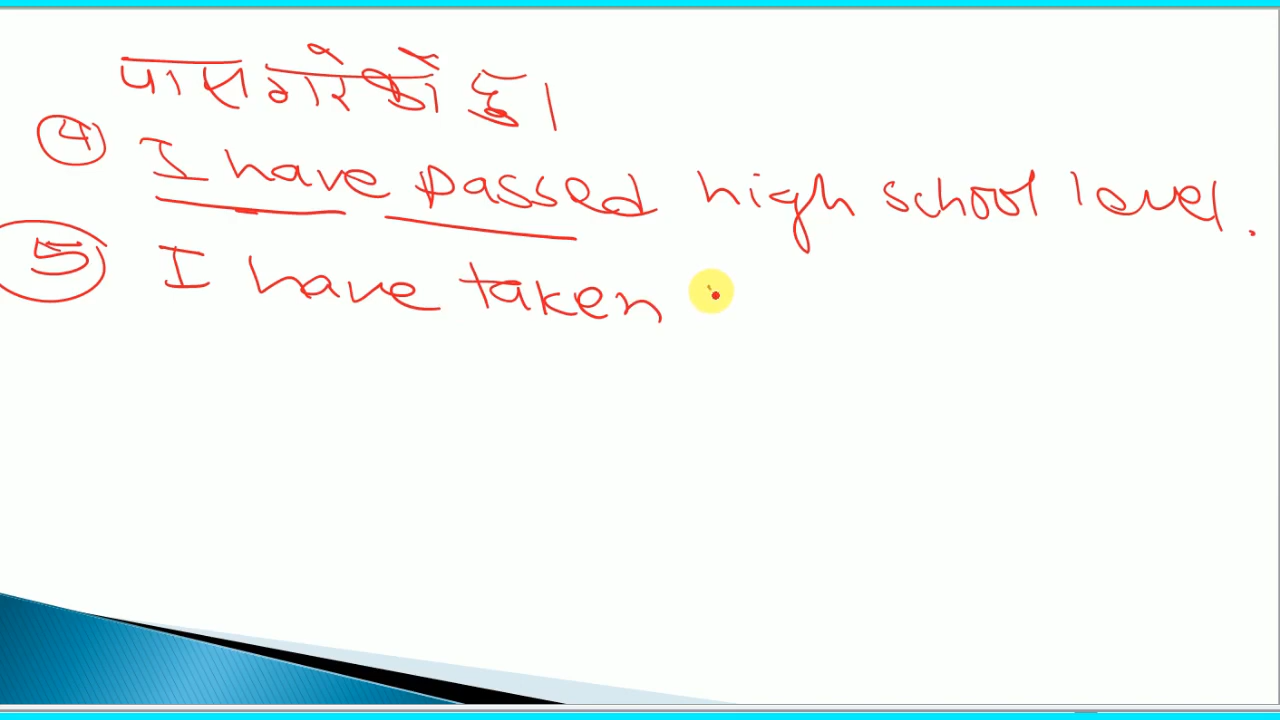 पास गरेको छु।
④ I have passed high school level.
⑤ I have taken